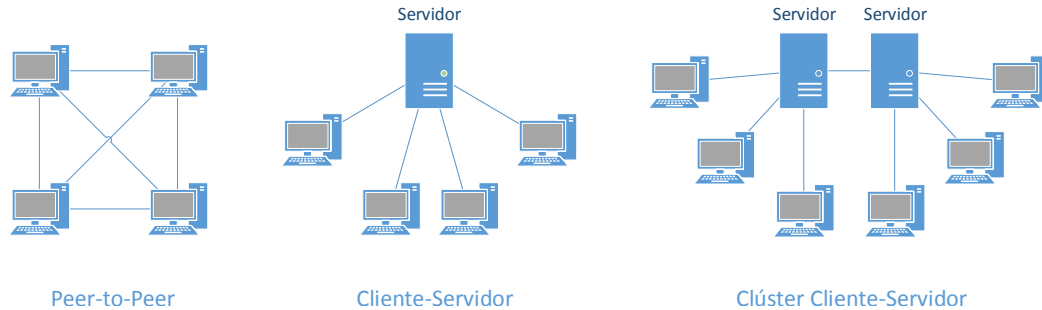 Servidor
Servidor Servidor
Peer-to-Peer
Cliente-Servidor
Clúster Cliente-Servidor